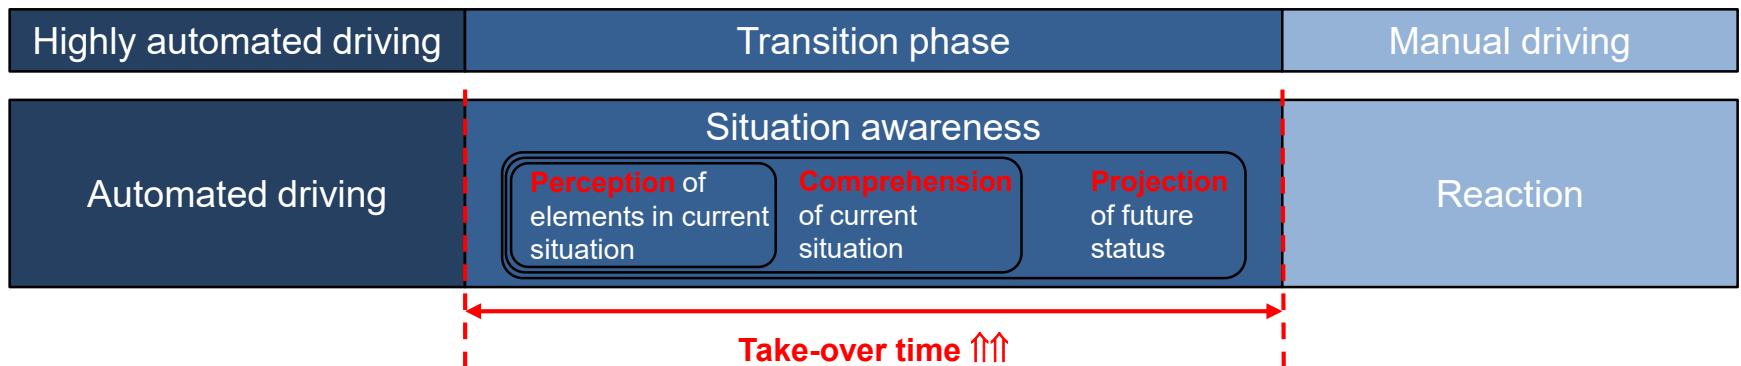 Highly automated driving
Transition phase
Manual driving
Automated driving
Situation awareness
Perception of
elements in current
situation
Comprehension
of current
situation
Projection
of future
status
Reaction
Take-over time ⇑⇑